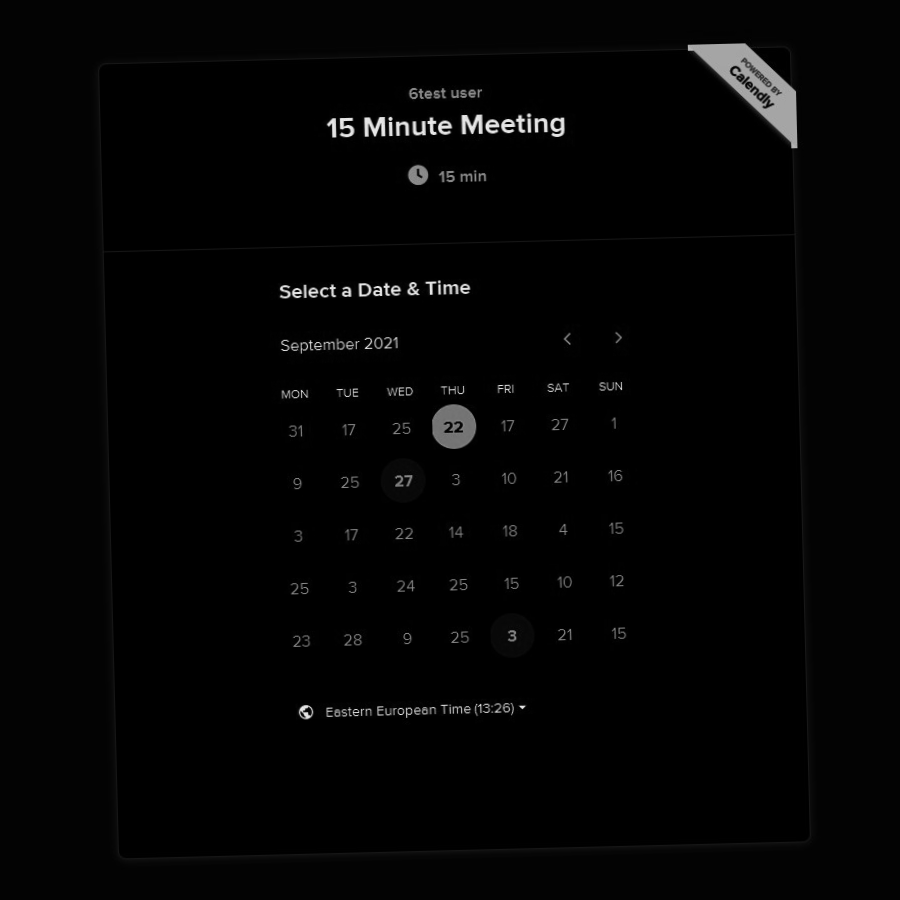 POWERED BY
Calendly
6test user
15 Minute Meeting
15 min
Select a Date & Time
September 2021
MON TUE WED THU FRI SAT SUN
31 17 25 22 17 27 1
9 25 27 3 10 21 16
3 17 22 14 18 4 15
25 3 24 25 15 10 12
23 28 9 25 3 21 15
Eastern European Time (13:26)